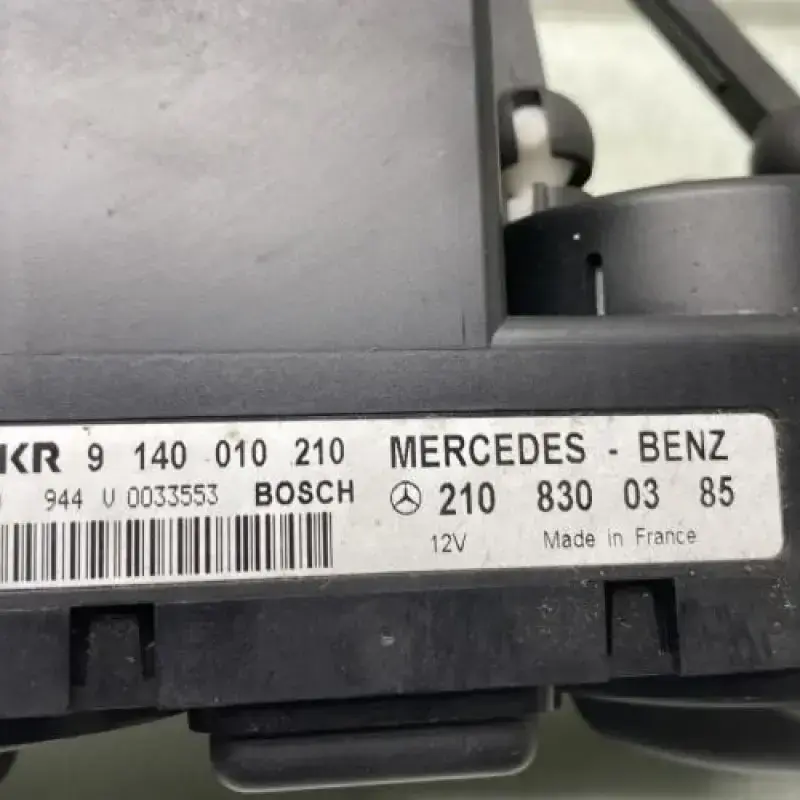 KR 9 140 010 210 MERCEDES - BENZ
944 U 0033553 BOSCH 210 830 03 85
12V Made in France